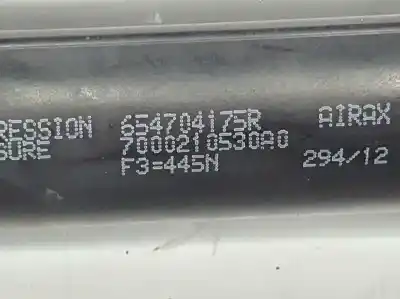 RESSION 654704175R AIRAX
SURE 7000210530A0
F3=445N 294/12